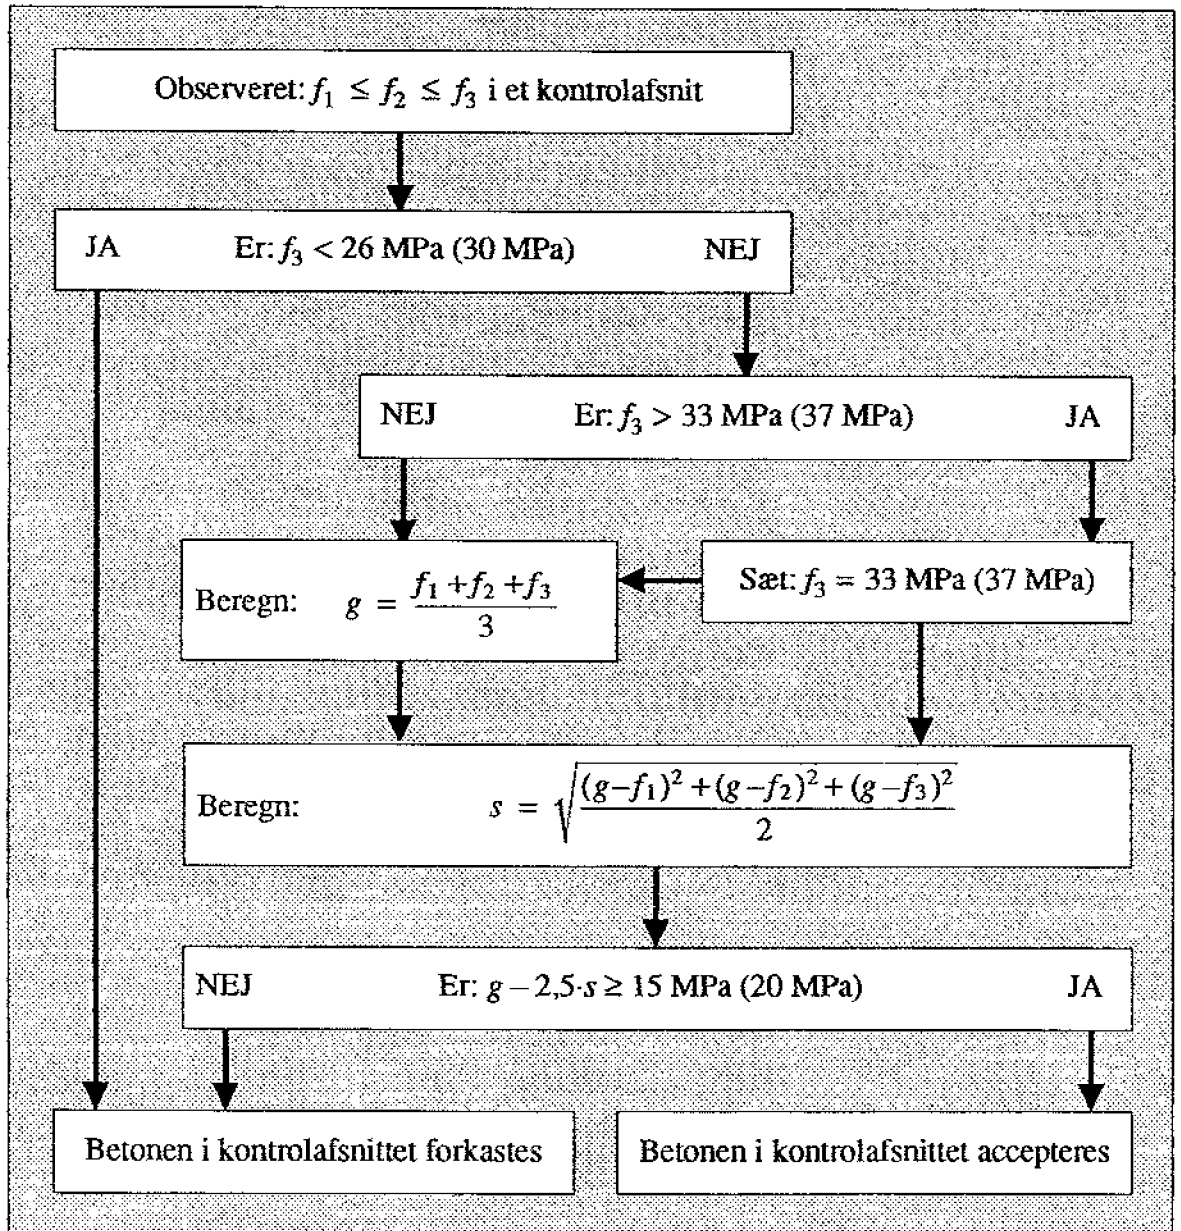 Observeret: f₁ ≤ f₂ ≤ f₃ i et kontrolafsnit
JA Er: f₃ < 26 MPa (30 MPa) NEJ
NEJ Er: f₃ > 33 MPa (37 MPa) JA
Beregn: g = (f₁ + f₂ + f₃)/3
Sæt: f₃ = 33 MPa (37 MPa)
Beregn: s = √(((g–f₁)² + (g–f₂)² + (g–f₃)²)/2)
NEJ Er: g – 2,5·s ≥ 15 MPa (20 MPa) JA
Betonen i kontrolafsnittet forkastes
Betonen i kontrolafsnittet accepteres